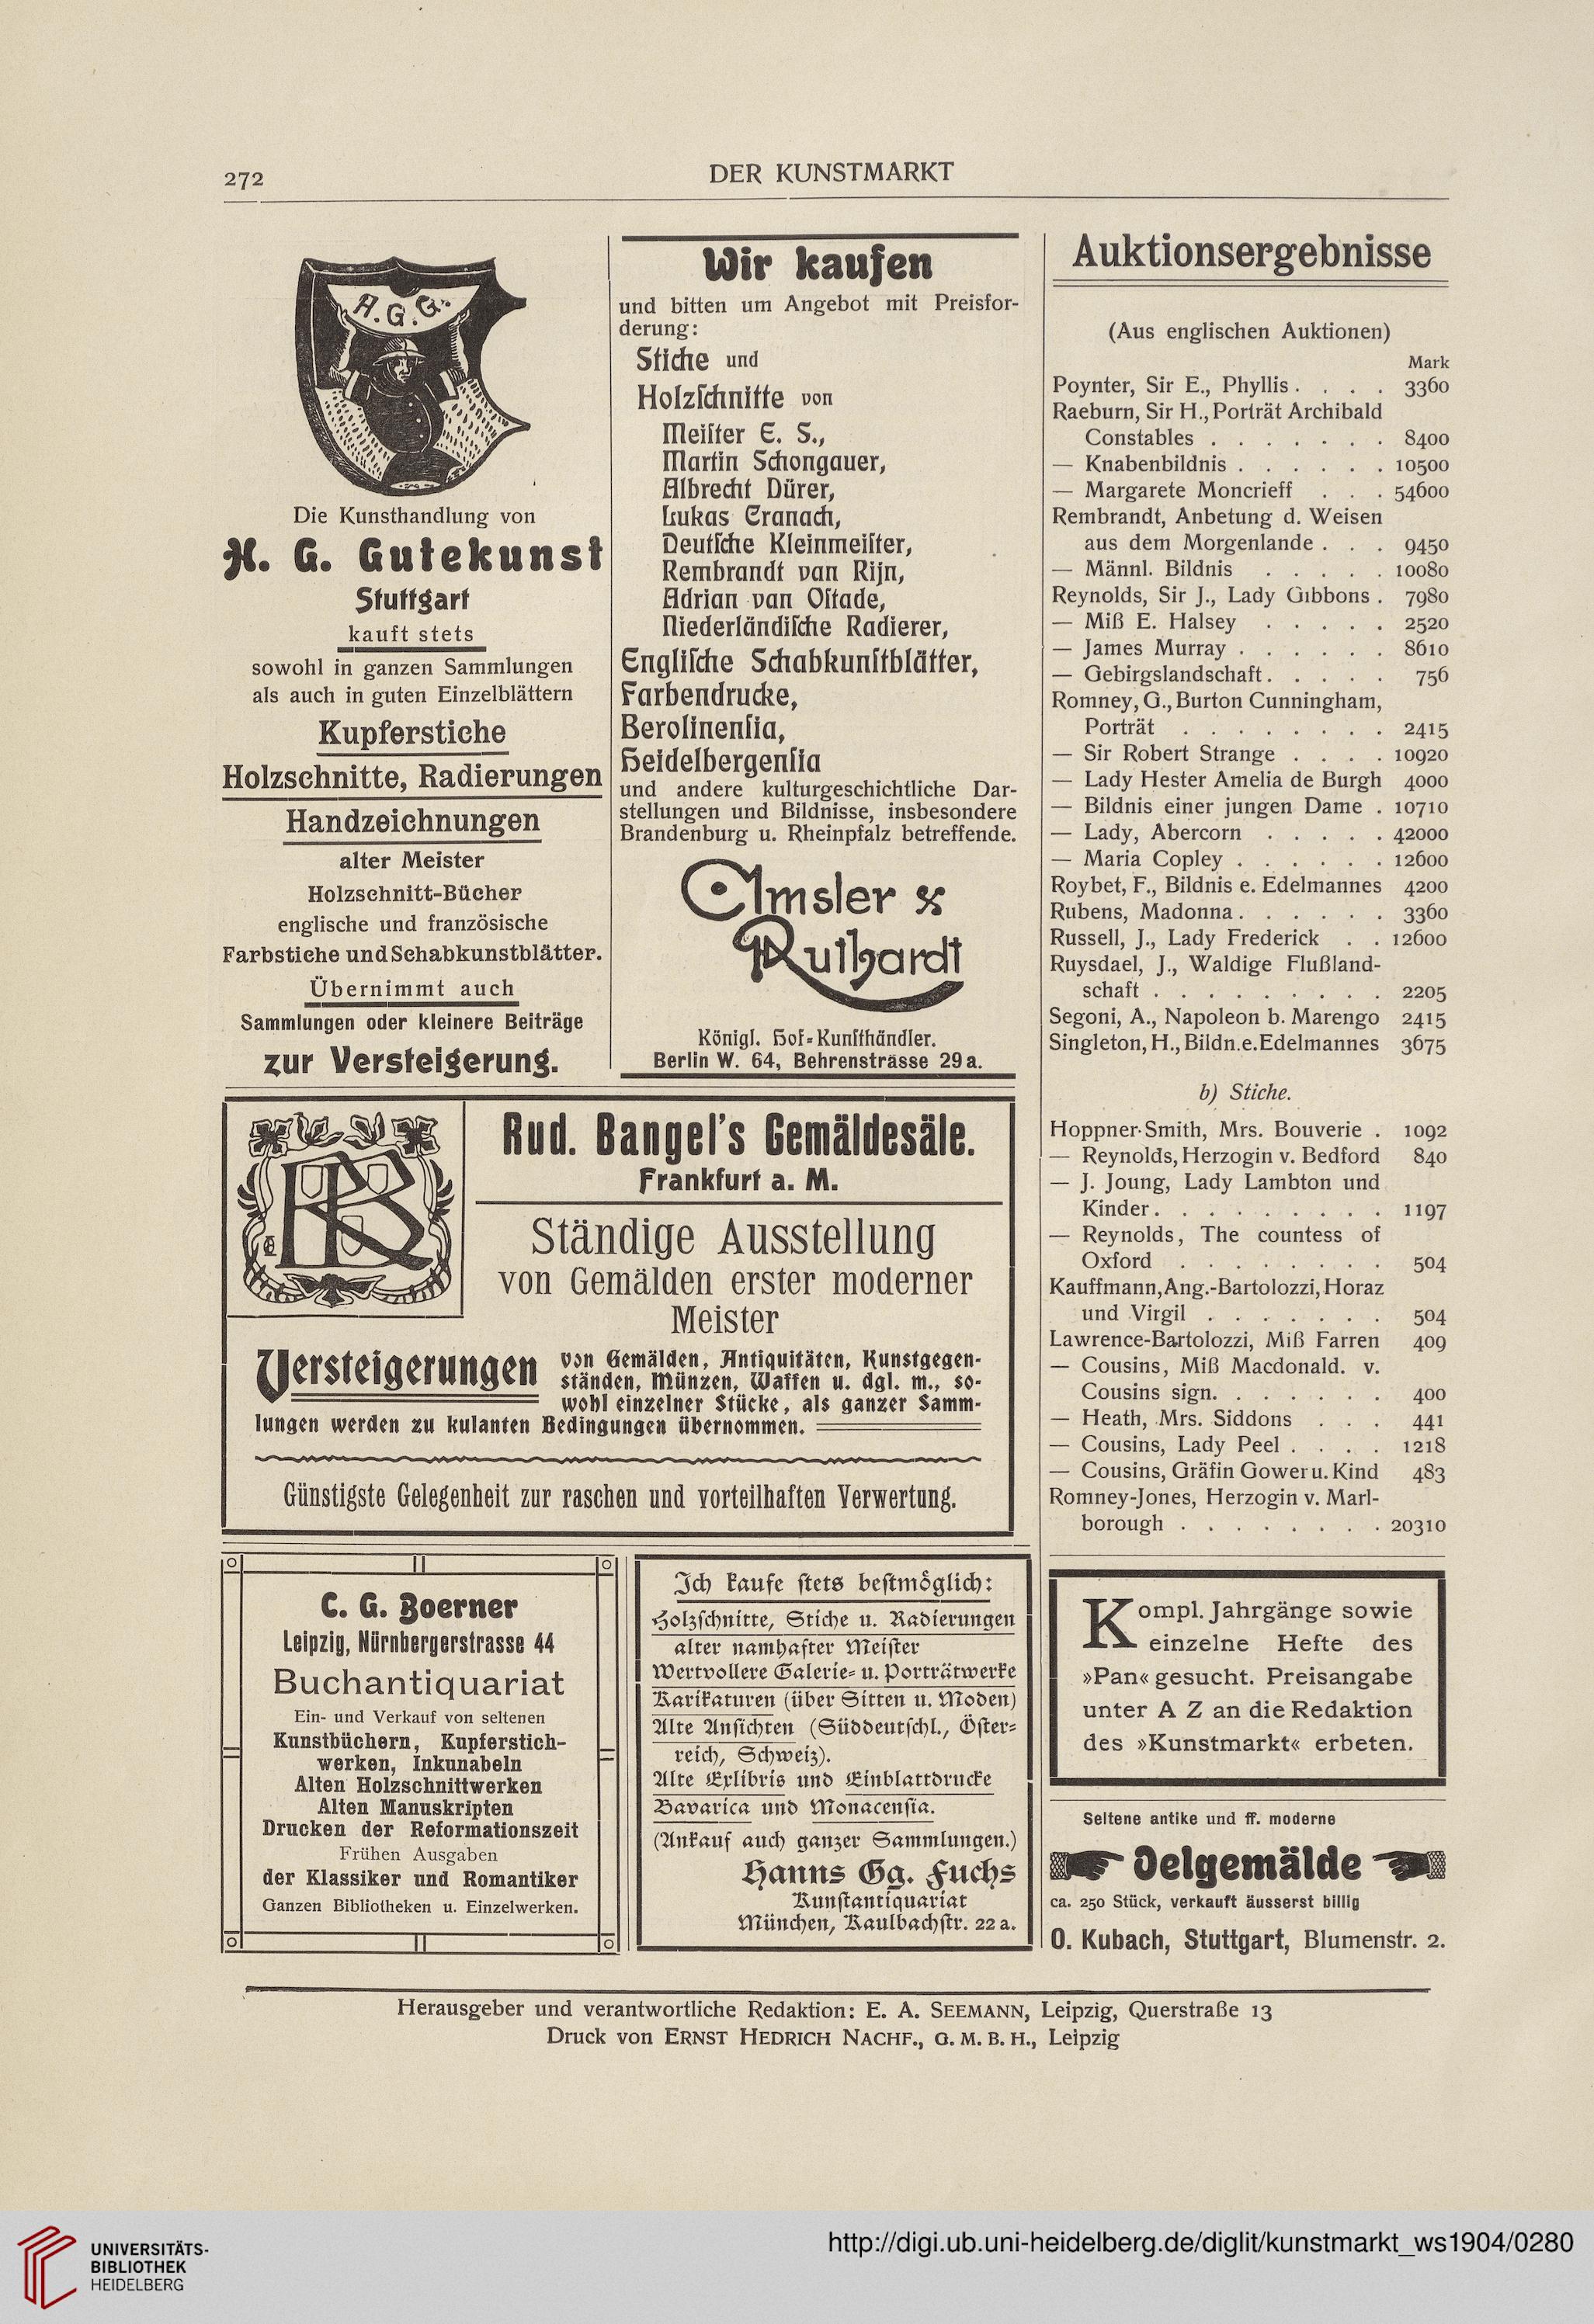 272
DER KUNSTMARKT
H. G. G.
Die Kunsthandlung von
H. G. Gutekunst
Stuttgart
kauft stets
sowohl in ganzen Sammlungen
als auch in guten Einzelblättern
Kupferstiche
Holzschnitte, Radierungen
Handzeichnungen
alter Meister
Holzschnitt-Bücher
englische und französische
Farbstiche und Schabkunstblätter.
Übernimmt auch
Sammlungen oder kleinere Beiträge
zur Versteigerung.
Wir kaufen
und bitten um Angebot mit Preisfor-
derung:
Stiche und
Holzſchnitte von
Meiſter E. S.,
Martin Schongauer,
Albrecht Dürer,
Lukas Cranach,
Deutſche Kleinmeiſter,
Rembrandt van Rijn,
Adrian van Oſtade,
Niederländiſche Radierer,
Engliſche Schabkunſtblätter,
Farbendrucke,
Berolinenſia,
Heidelbergenſia
und andere kulturgeschichtliche Dar-
stellungen und Bildnisse, insbesondere
Brandenburg u. Rheinpfalz betreffende.
Amsler &
Ruthardt
Königl. Hof-Kunſthändler.
Berlin W. 64, Behrenstrasse 29 a.
Rud. Bangel's Gemäldesäle.
Frankfurt a. M.
Ständige Ausstellung
von Gemälden erster moderner
Meister
Versteigerungen von Gemälden, Antiquitäten, Kunstgegen-
ständen, Münzen, Waffen u. dgl. m., so-
wohl einzelner Stücke, als ganzer Samm-
lungen werden zu kulanten Bedingungen übernommen.
Günstigste Gelegenheit zur raschen und vorteilhaften Verwertung.
C. G. Boerner
Leipzig, Nürnbergerstrasse 44
Buchantiquariat
Ein- und Verkauf von seltenen
Kunstbüchern, Kupferstich-
werken, Inkunabeln
Alten Holzschnittwerken
Alten Manuskripten
Drucken der Reformationszeit
Frühen Ausgaben
der Klassiker und Romantiker
Ganzen Bibliotheken u. Einzelwerken.
Ich kaufe ſtets beſtmöglich:
Holzſchnitte, Stiche u. Radierungen
alter namhafter Meiſter
Wertvollere Galerie- u. Porträtwerke
Karikaturen (über Sitten u. Moden)
Alte Anſichten (Süddeutſchl., Öſter-
reich, Schweiz).
Alte Exlibris und Einblattdrucke
Bavarica und Monacenſia.
(Ankauf auch ganzer Sammlungen.)
Hanns Gg. Fuchs
Kunſtantiquariat
München, Kaulbachſtr. 22 a.
Auktionsergebnisse
(Aus englischen Auktionen)
Mark
Poynter, Sir E., Phyllis . . . . 3360
Raeburn, Sir H., Porträt Archibald
Constables . . . . . . . 8400
— Knabenbildnis . . . . . . 10500
— Margarete Moncrieff . . . 54600
Rembrandt, Anbetung d. Weisen
aus dem Morgenlande . . . 9450
— Männl. Bildnis . . . . . 10080
Reynolds, Sir J., Lady Gibbons . 7980
— Miß E. Halsey . . . . . 2520
— James Murray . . . . . . 8610
— Gebirgslandschaft . . . . . 756
Romney, G., Burton Cunningham,
Porträt . . . . . . . . 2415
— Sir Robert Strange . . . . 10920
— Lady Hester Amelia de Burgh 4000
— Bildnis einer jungen Dame . 10710
— Lady, Abercorn . . . . . 42000
— Maria Copley . . . . . . 12600
Roybet, F., Bildnis e. Edelmannes 4200
Rubens, Madonna . . . . . . 3360
Russell, J., Lady Frederick . . 12600
Ruysdael, J., Waldige Flußland-
schaft . . . . . . . . . 2205
Segoni, A., Napoleon b. Marengo 2415
Singleton, H., Bildn. e. Edelmannes 3675
b) Stiche.
Hoppner-Smith, Mrs. Bouverie . 1092
— Reynolds, Herzogin v. Bedford 840
— J. Joung, Lady Lambton und
Kinder . . . . . . . . . 1197
— Reynolds, The countess of
Oxford . . . . . . . . 504
Kauffmann, Ang.-Bartolozzi, Horaz
und Virgil . . . . . . . 504
Lawrence-Bartolozzi, Miß Farren 409
— Cousins, Miß Macdonald. v.
Cousins sign. . . . . . . 400
— Heath, Mrs. Siddons . . . 441
— Cousins, Lady Peel . . . . 1218
— Cousins, Gräfin Gower u. Kind 483
Romney-Jones, Herzogin v. Marl-
borough . . . . . . . . 20310
Kompl. Jahrgänge sowie
einzelne Hefte des
»Pan« gesucht. Preisangabe
unter A Z an die Redaktion
des »Kunstmarkt« erbeten.
Seltene antike und ff. moderne
Oelgemälde
ca. 250 Stück, verkauft äusserst billig
O. Kubach, Stuttgart, Blumenstr. 2.
Herausgeber und verantwortliche Redaktion: E. A. SEEMANN, Leipzig, Querstraße 13
Druck von ERNST HEDRICH NACHF., G. M. B. H., Leipzig
UNIVERSITÄTS-
BIBLIOTHEK
HEIDELBERG
http://digi.ub.uni-heidelberg.de/diglit/kunstmarkt_ws1904/0280